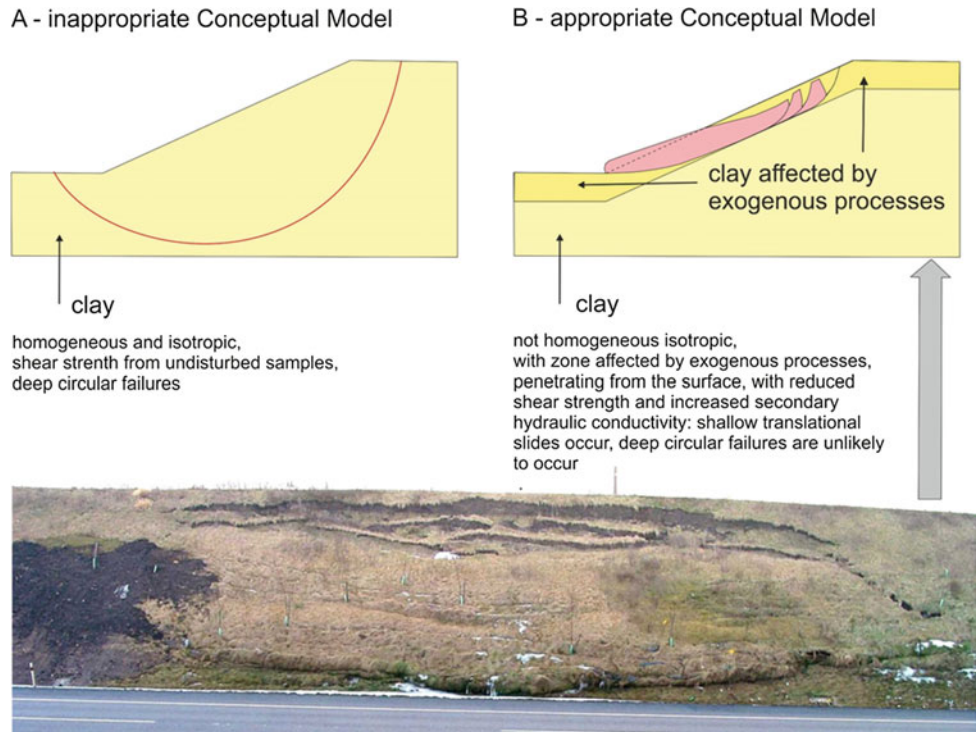 A - inappropriate Conceptual Model
clay
homogeneous and isotropic,
shear strenth from undisturbed samples,
deep circular failures
B - appropriate Conceptual Model
clay affected by
exogenous processes
clay
not homogeneous isotropic,
with zone affected by exogenous processes,
penetrating from the surface, with reduced
shear strength and increased secondary
hydraulic conductivity: shallow translational
slides occur, deep circular failures are unlikely
to occur